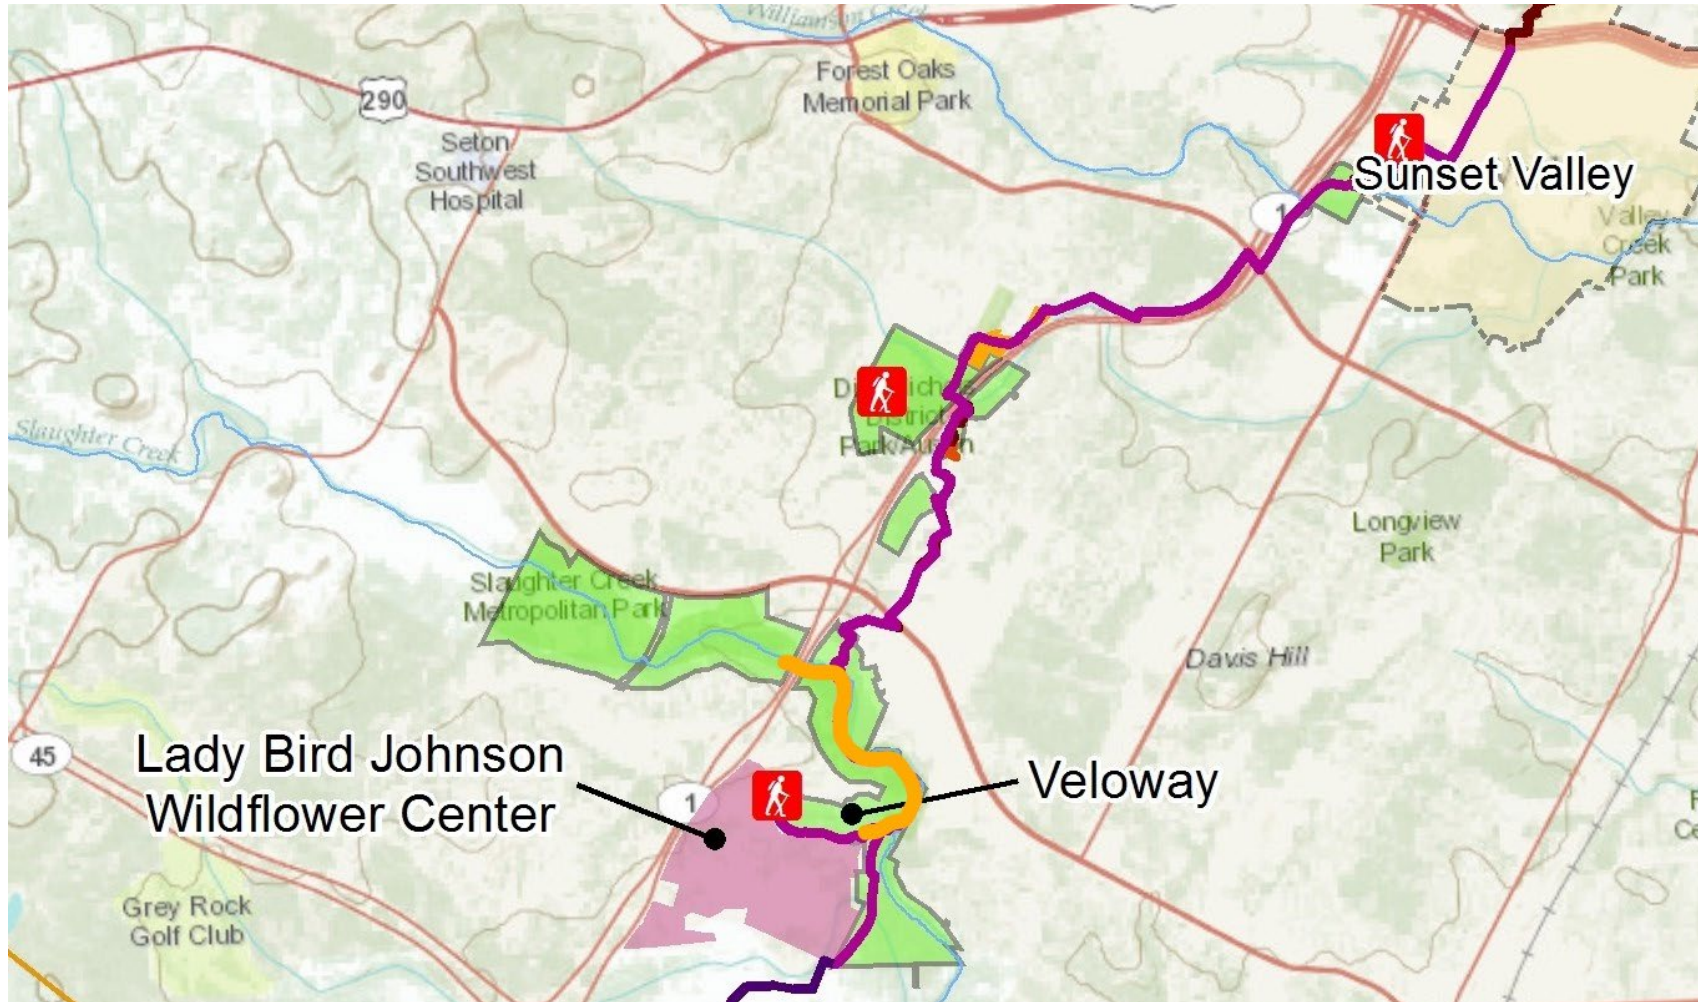 Williamson Creek
Forest Oaks
Memorial Park
290
Seton
Southwest
Hospital
Sunset Valley
1
Valley
Creek
Park
District
Park/Austin
Slaughter Creek
Longview
Park
Slaughter Creek
Metropolitan Park
Davis Hill
45
Lady Bird Johnson
Wildflower Center
1
Veloway
Grey Rock
Golf Club